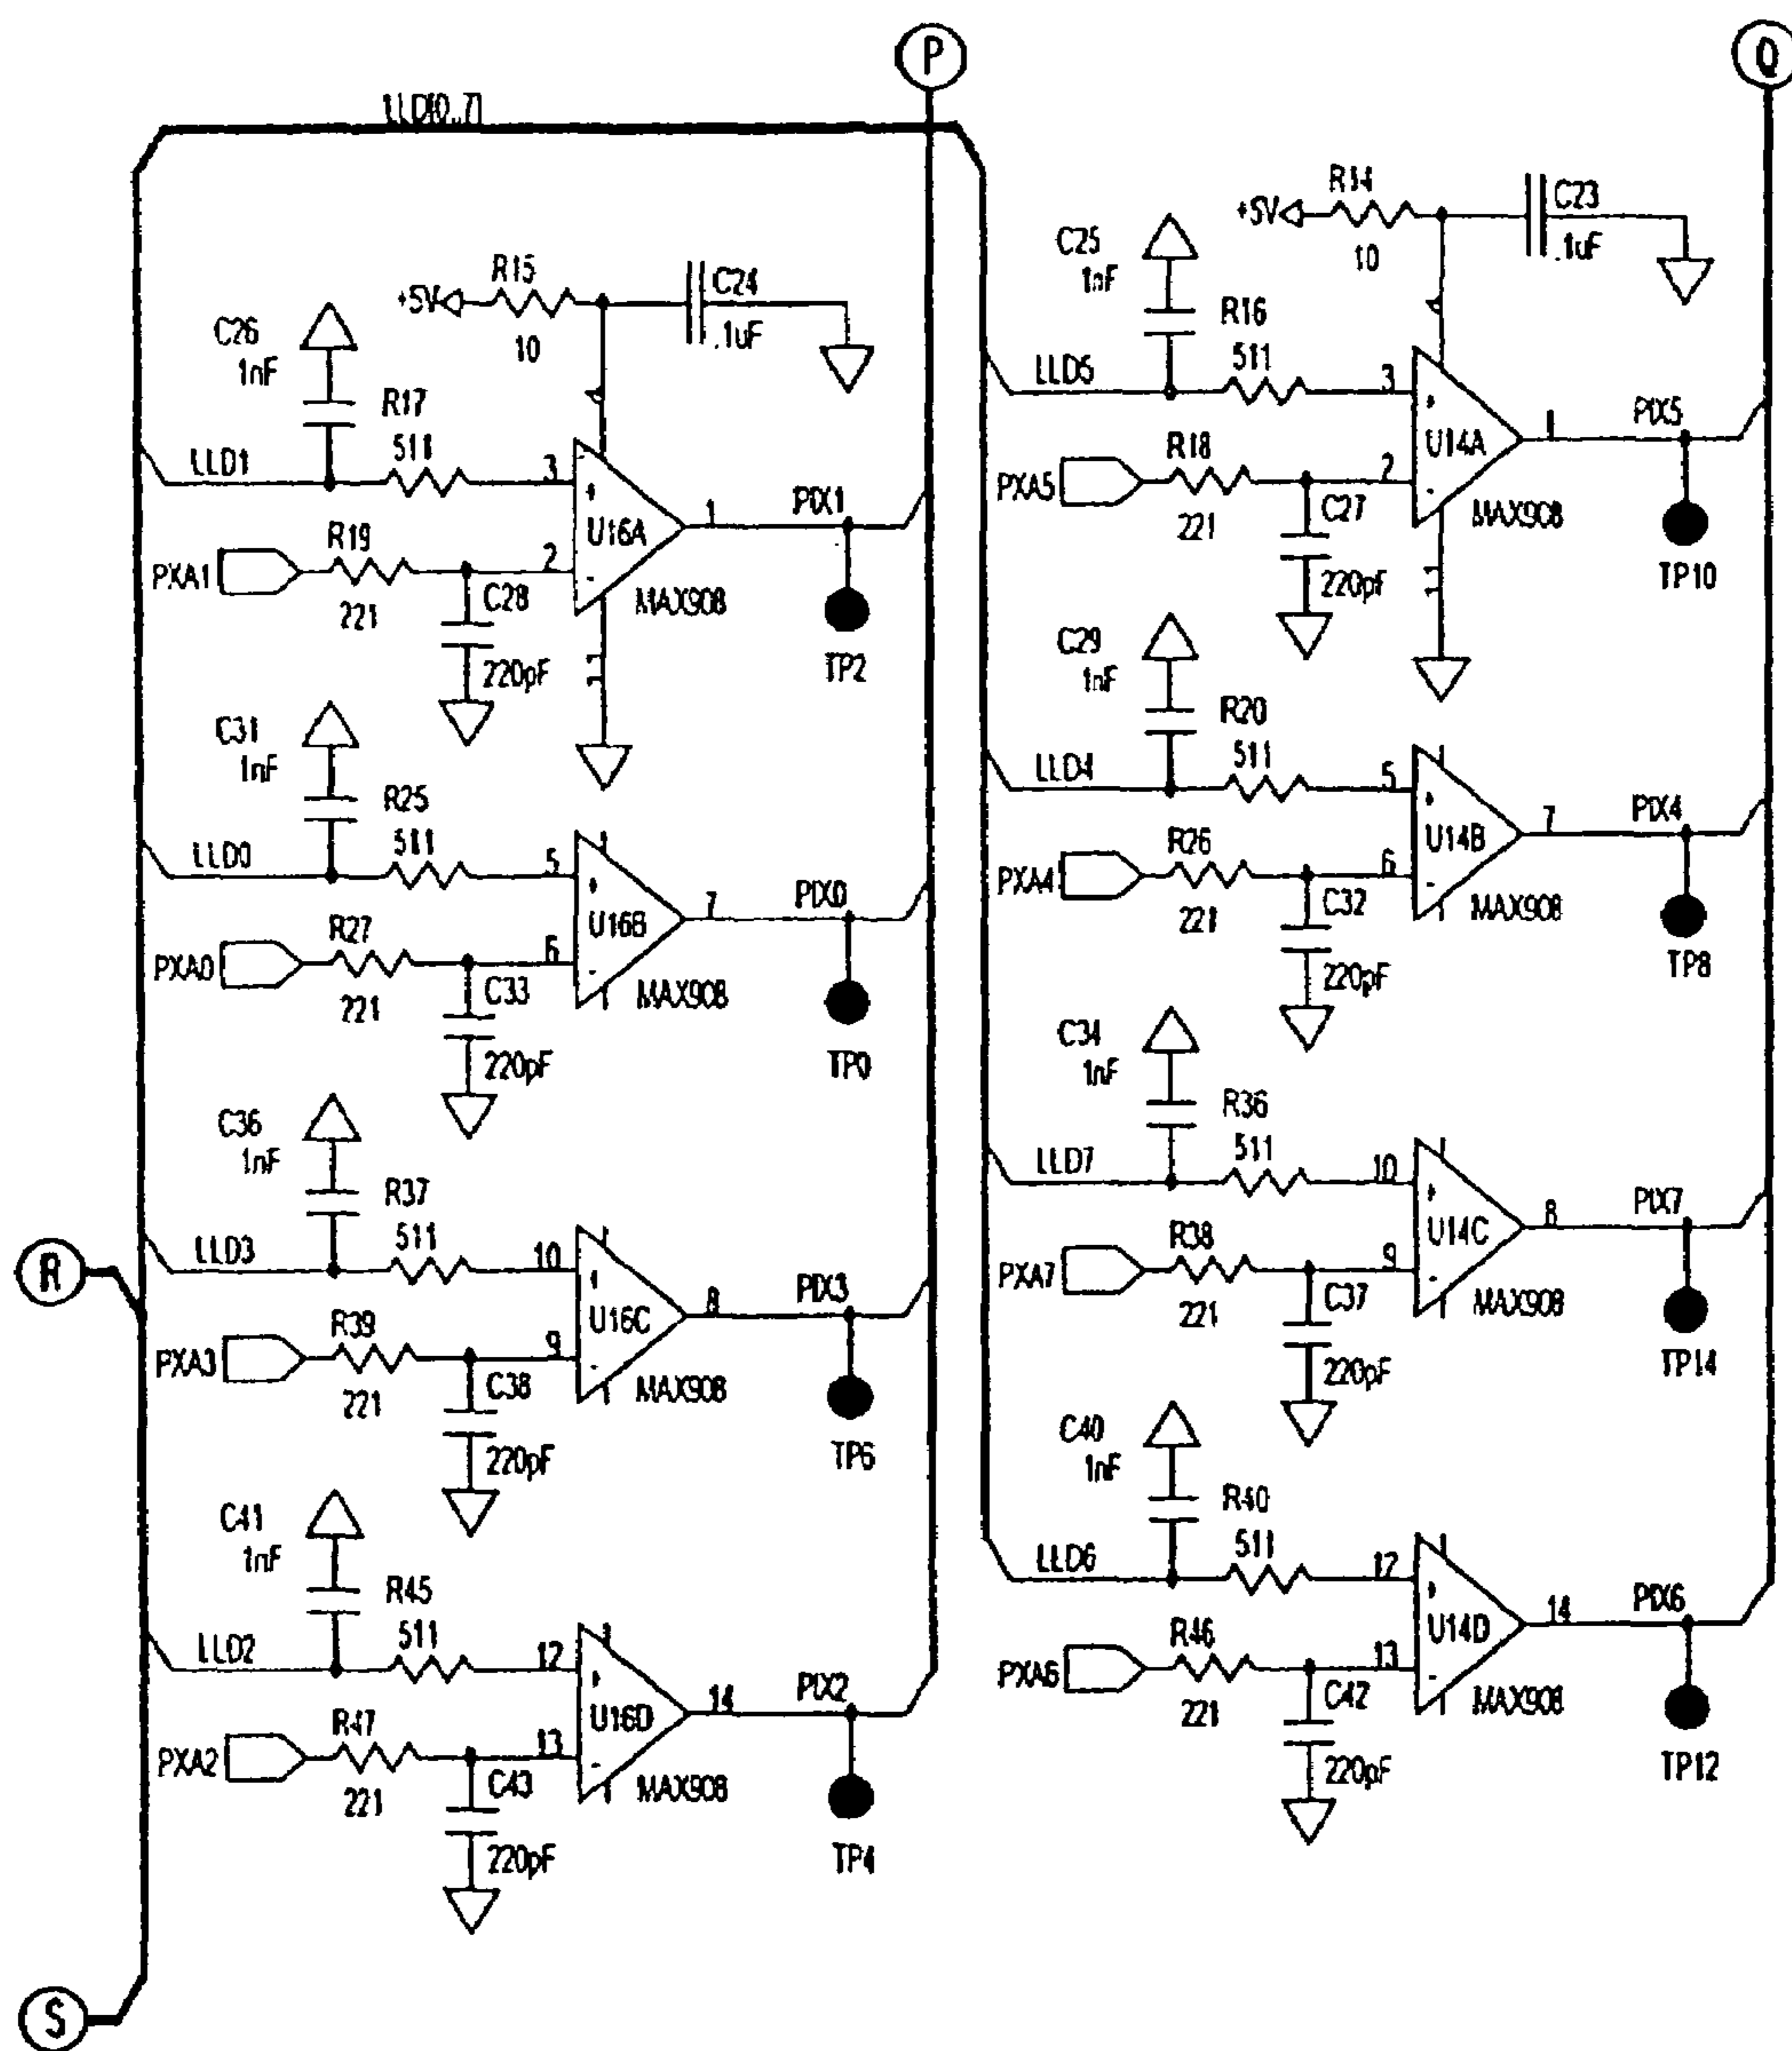 P
Q
LLD[0..7]
R14
C23
+5V
10
.1uF
C25
1nF
R15
C24
+5V
10
.1uF
R16
511
C26
1nF
R17
511
LLD5
3
+
U14A
1
PIX5
LLD1
3
+
U16A
1
PIX1
PXA5
R18
221
2
-
C27
220pF
MAX908
11
TP10
PXA1
R19
221
2
-
C28
220pF
MAX908
11
TP2
C29
1nF
R20
511
C31
1nF
R25
511
LLD4
5
+
U14B
7
PIX4
LLD0
5
+
U16B
7
PIX0
PXA4
R26
221
6
-
C32
220pF
MAX908
TP8
PXA0
R27
221
6
-
C33
220pF
MAX908
TP0
C34
1nF
R36
511
C36
1nF
R37
511
LLD7
10
+
U14C
8
PIX7
R
LLD3
10
+
U16C
8
PIX3
PXA7
R38
221
9
-
C37
220pF
MAX908
TP14
PXA3
R39
221
9
-
C38
220pF
MAX908
TP6
C40
1nF
R40
511
C41
1nF
R45
511
LLD6
12
+
U14D
14
PIX6
LLD2
12
+
U16D
14
PIX2
PXA6
R46
221
13
-
C42
220pF
MAX908
TP12
PXA2
R47
221
13
-
C43
220pF
MAX908
TP4
S